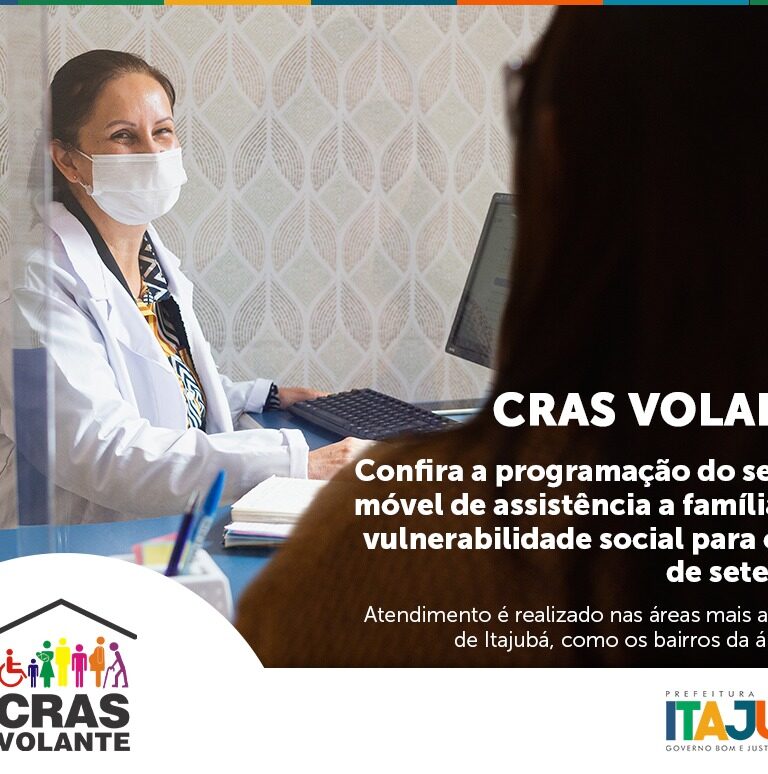 CRAS VOLA
Confira a programação do se
móvel de assistência a famíli
vulnerabilidade social para
de sete
Atendimento é realizado nas áreas mais a
de Itajubá, como os bairros da á
CRAS
VOLANTE
PREFEITURA
ITAJU
GOVERNO BOM E JUST